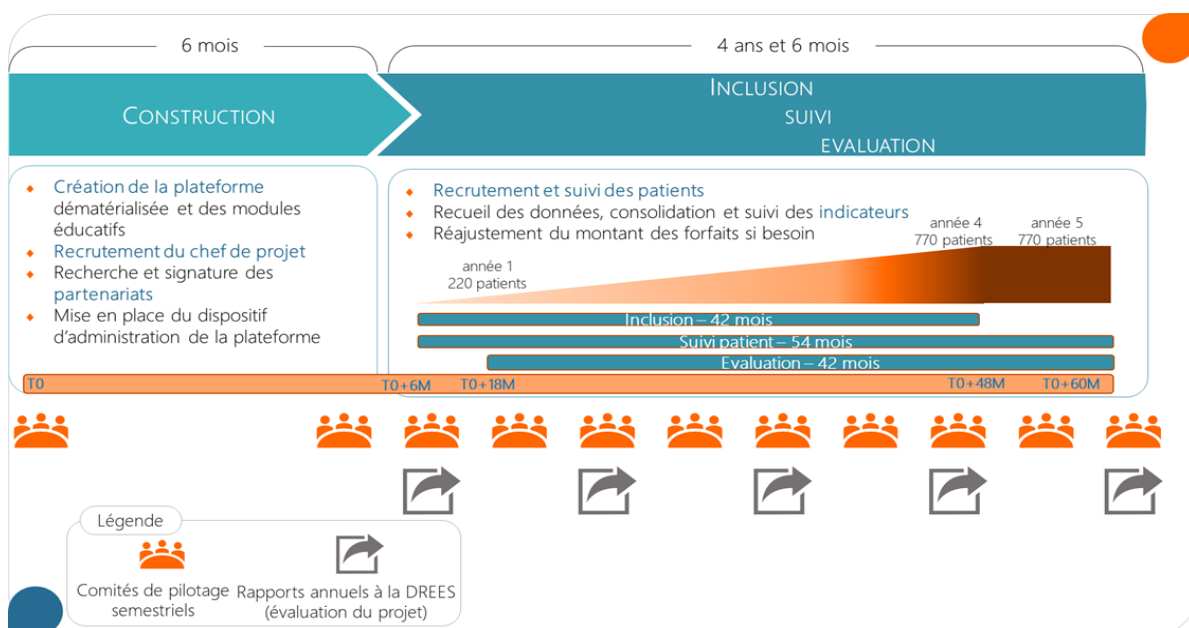 6 mois
4 ans et 6 mois
CONSTRUCTION
INCLUSION
SUIVI
EVALUATION
Création de la plateforme
dématérialisée et des modules
éducatifs
Recrutement du chef de projet
Recherche et signature des
partenariats
Mise en place du dispositif
d'administration de la plateforme
Recrutement et suivi des patients
Recueil des données, consolidation et suivi des indicateurs
Réajustement du montant des forfaits si besoin
année 1
220 patients
année 4
770 patients
année 5
770 patients
Inclusion – 42 mois
Suivi patient – 54 mois
Evaluation – 42 mois
T0
T0+6M
T0+18M
T0+48M
T0+60M
Légende
Comités de pilotage
semestriels
Rapports annuels à la DREES
(évaluation du projet)